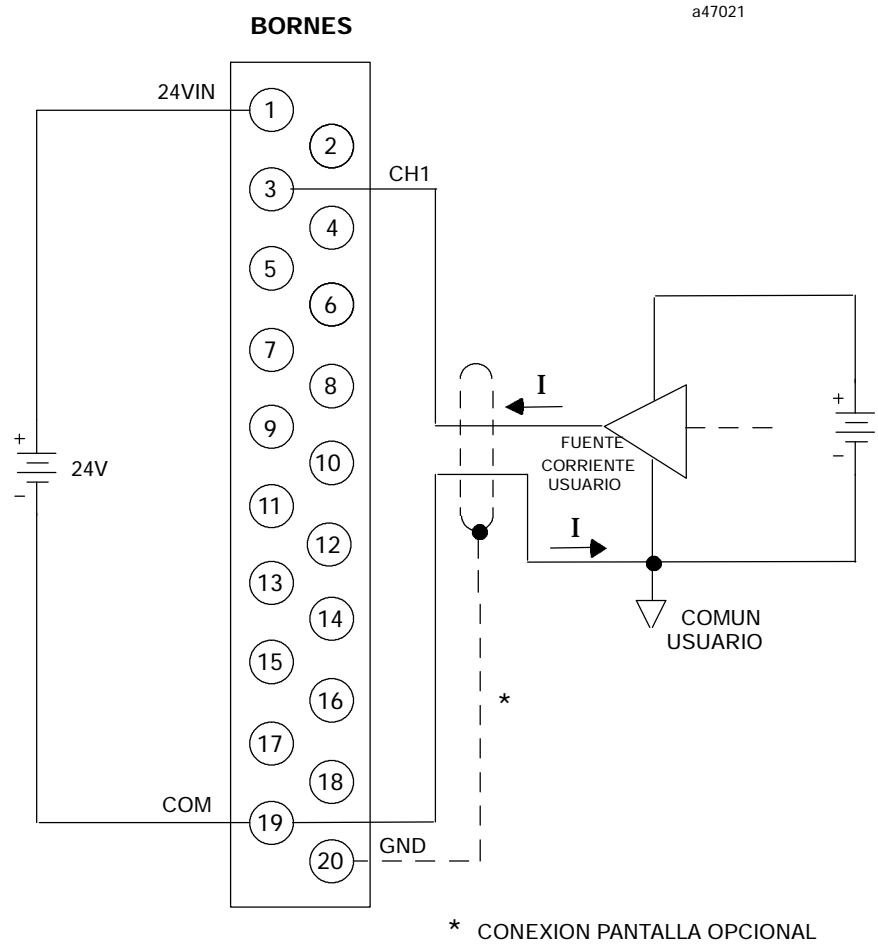 a47021
BORNES
24VIN
1
2
3
CH1
4
5
6
7
8
I
+
9
FUENTE
CORRIENTE
USUARIO
-
+
24V
-
10
11
I
12
13
14
COMUN
USUARIO
15
16
*
17
18
COM
19
GND
20
* CONEXION PANTALLA OPCIONAL